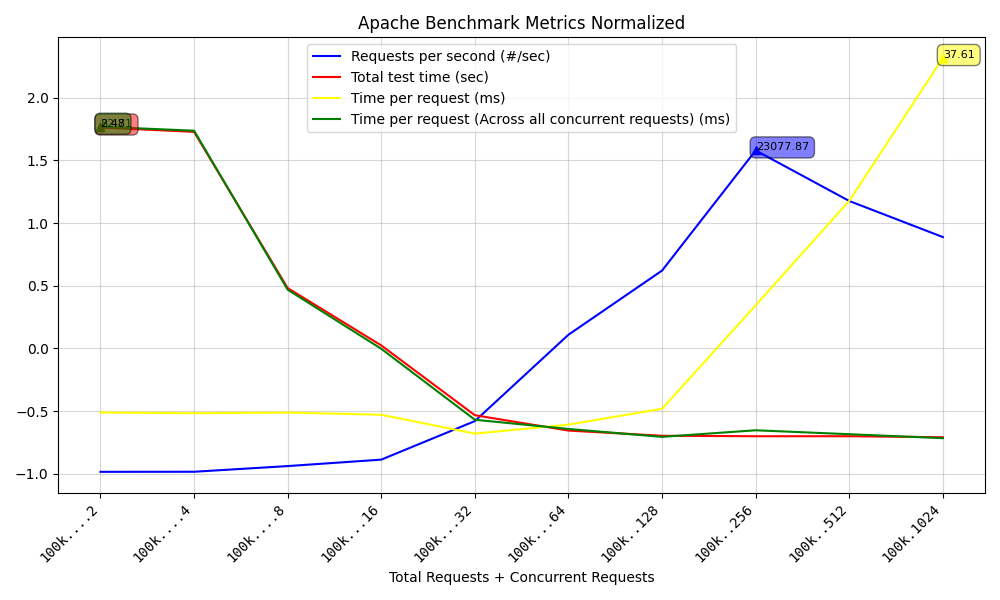 Apache Benchmark Metrics Normalized
Requests per second (#/sec)
Total test time (sec)
Time per request (ms)
Time per request (Across all concurrent requests) (ms)
37.61
23077.87
2.0
1.5
1.0
0.5
0.0
−0.5
−1.0
100k....2
100k....4
100k....8
100k...16
100k...32
100k...64
100k..128
100k..256
100k..512
100k.1024
Total Requests + Concurrent Requests